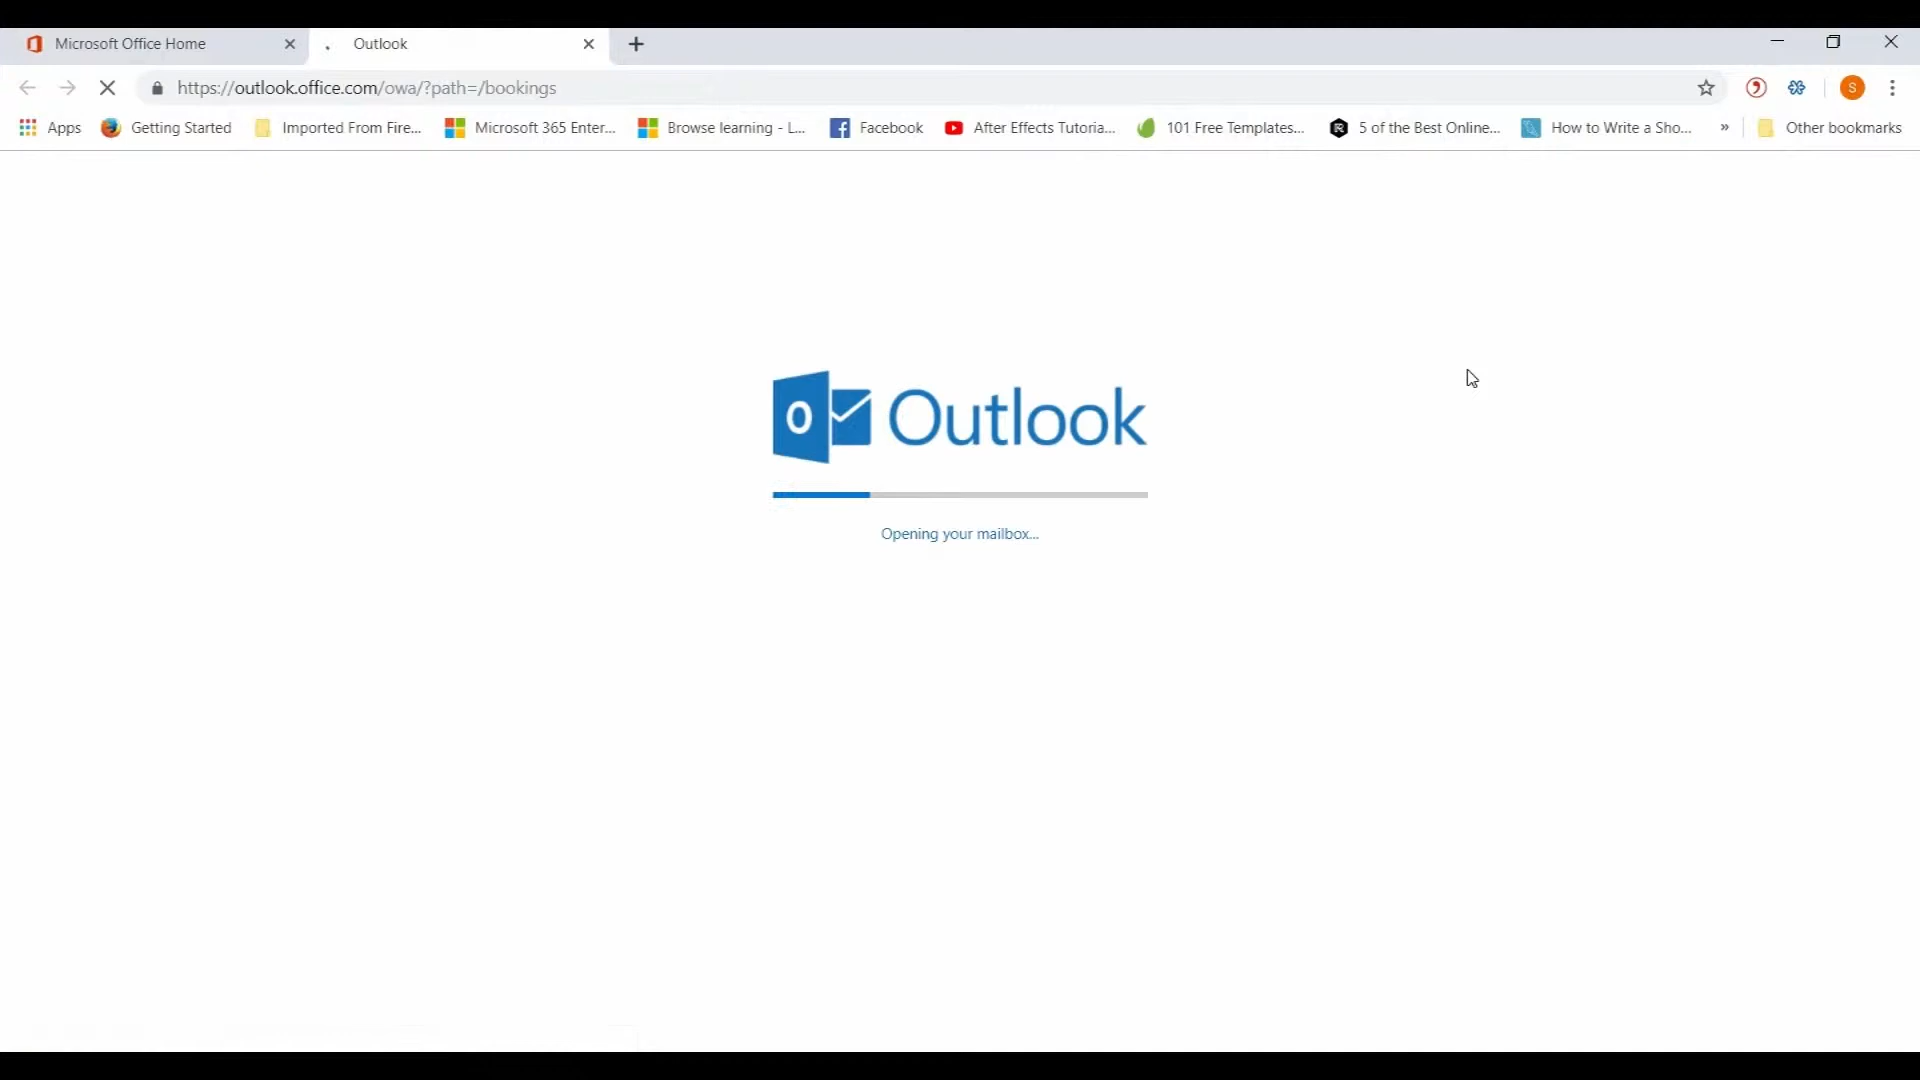 Microsoft Office Home
Outlook
https://outlook.office.com/owa/?path=/bookings
S
Apps
Getting Started
Imported From Fire...
Microsoft 365 Enter...
Browse learning - L...
Facebook
After Effects Tutoria...
101 Free Templates...
5 of the Best Online...
How to Write a Sho...
»
Other bookmarks
O Outlook
Opening your mailbox...